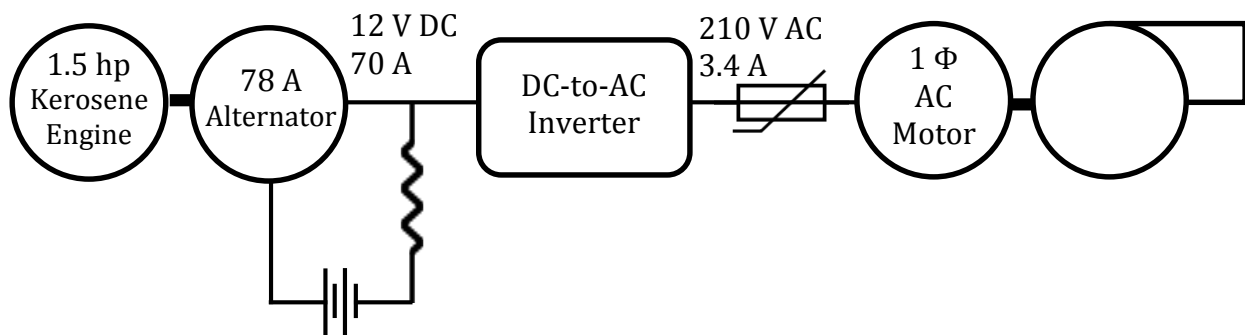 1.5 hp
Kerosene
Engine
78 A
Alternator
12 V DC
70 A
DC-to-AC
Inverter
210 V AC
3.4 A
1 Φ
AC
Motor